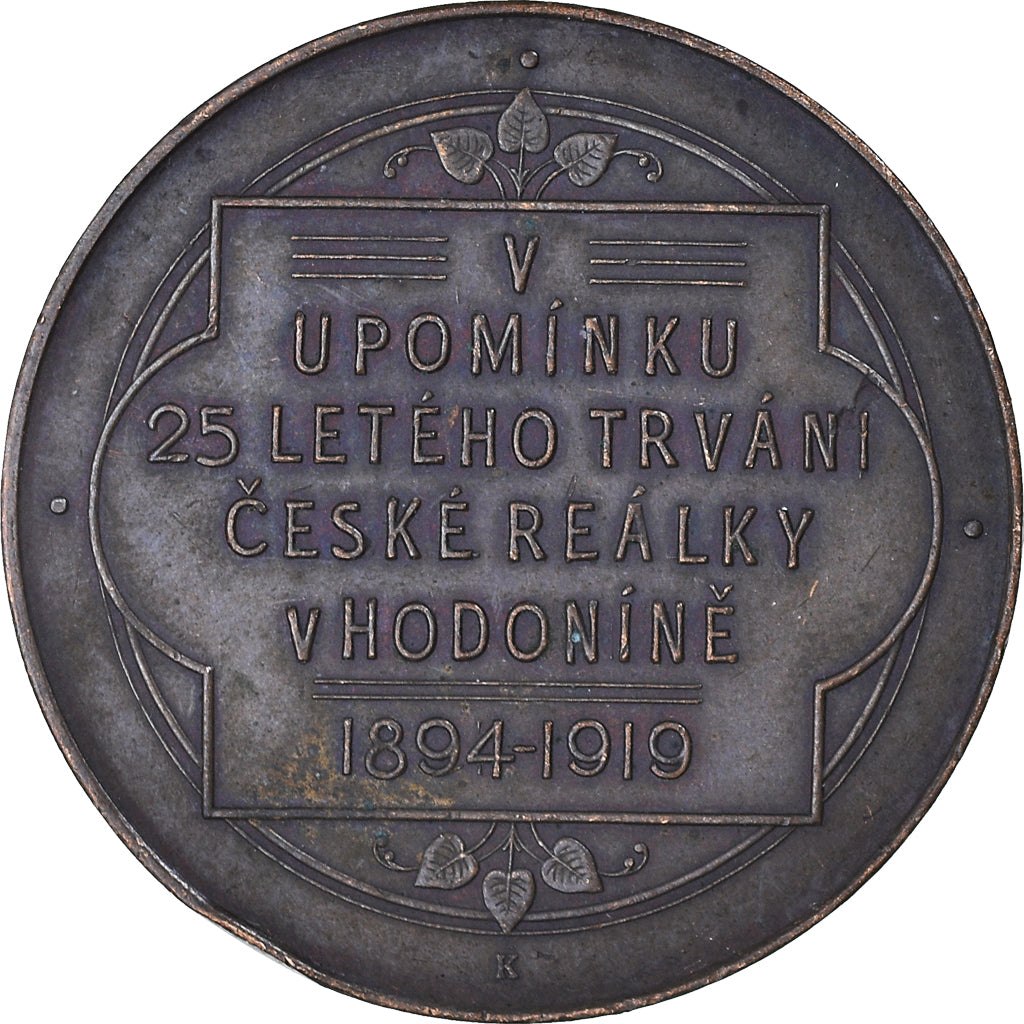 V
UPOMÍNKU
25 LETÉHO TRVÁNI
ČESKÉ REÁLKY
V HODONÍNĚ
1894-1919
K